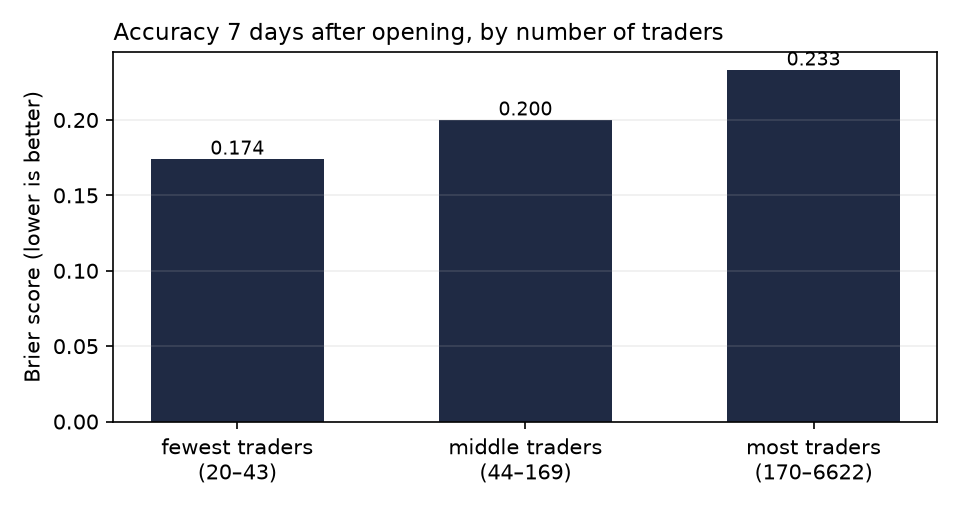 Accuracy 7 days after opening, by number of traders
Brier score (lower is better)
0.20
0.15
0.10
0.05
0.00
0.174
0.200
0.233
fewest traders
(20–43)
middle traders
(44–169)
most traders
(170–6622)